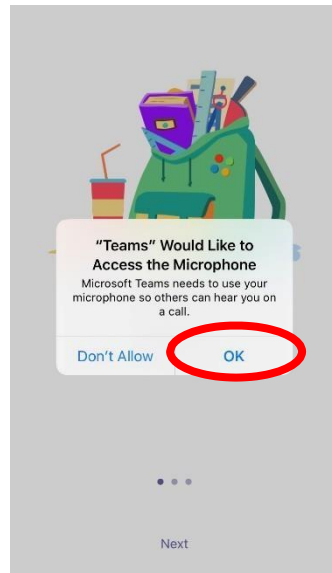 “Teams” Would Like to
Access the Microphone
Microsoft Teams needs to use your
microphone so others can hear you on
a call.
Don’t Allow
OK
Next